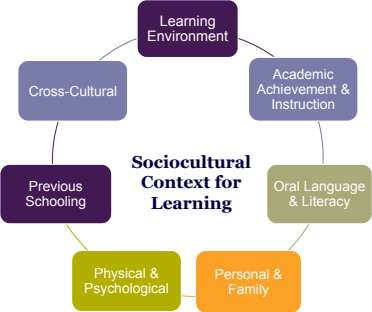 Learning
Environment
Academic
Achievement &
Instruction
Cross-Cultural
Sociocultural
Context for
Learning
Previous
Schooling
Oral Language
& Literacy
Physical &
Psychological
Personal &
Family